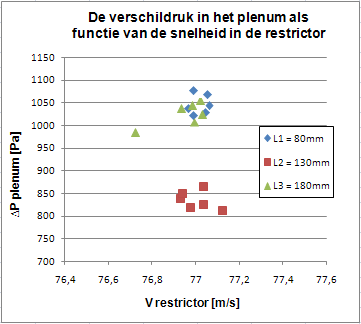 De verschildruk in het plenum als
functie van de snelheid in de restrictor
1150
1100
1050
1000
950
900
850
800
750
700
ΔP plenum [Pa]
76,4 76,6 76,8 77 77,2 77,4 77,6
V restrictor [m/s]
L1 = 80mm
L2 = 130mm
L3 = 180mm